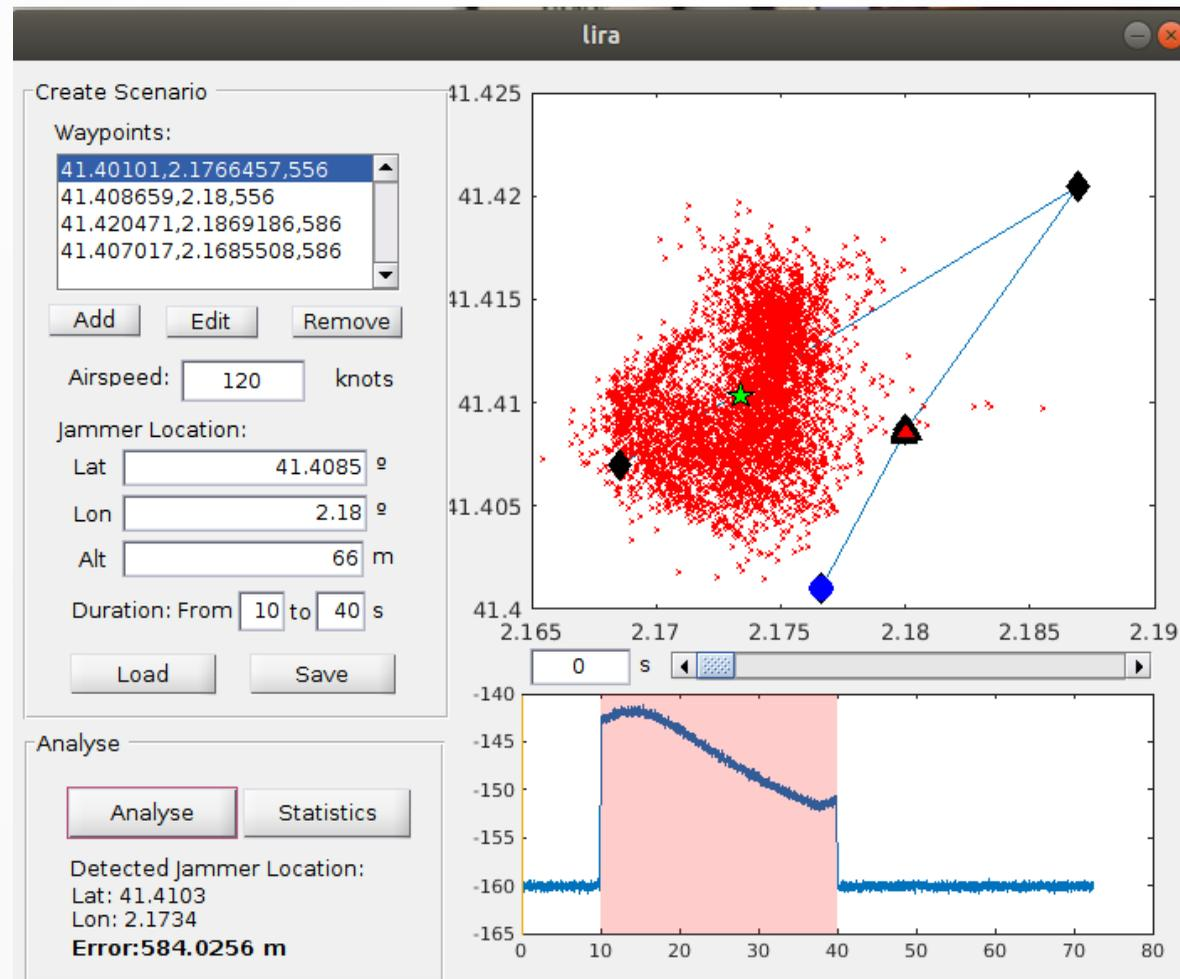 lira
Create Scenario
Waypoints:
41.40101,2.1766457,556
41.408659,2.18,556
41.420471,2.1869186,586
41.407017,2.1685508,586
Add Edit Remove
Airspeed: 120 knots
Jammer Location:
Lat 41.4085 º
Lon 2.18 º
Alt 66 m
Duration: From 10 to 40 s
Load Save
Analyse
Analyse Statistics
Detected Jammer Location:
Lat: 41.4103
Lon: 2.1734
Error:584.0256 m
41.425
41.42
41.415
41.41
41.405
41.4
2.165 2.17 2.175 2.18 2.185 2.19
0 s
-140
-145
-150
-155
-160
-165
0 10 20 30 40 50 60 70 80